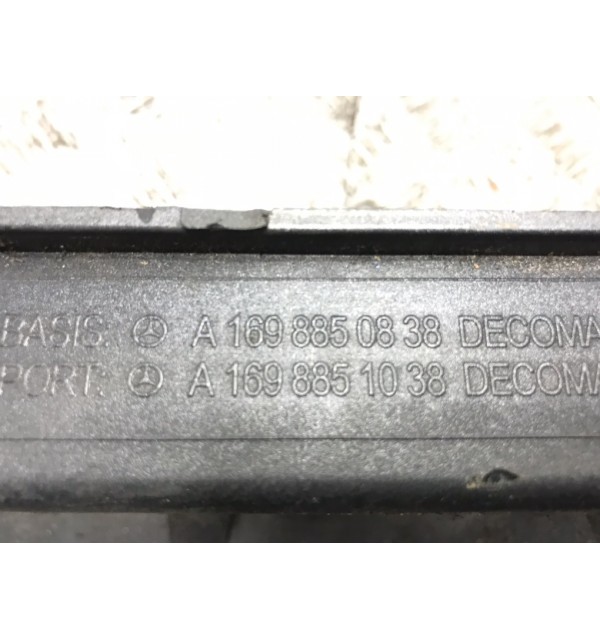 BASIS: A 169 885 08 38 DECOMA
PORT: A 169 885 10 38 DECOMA